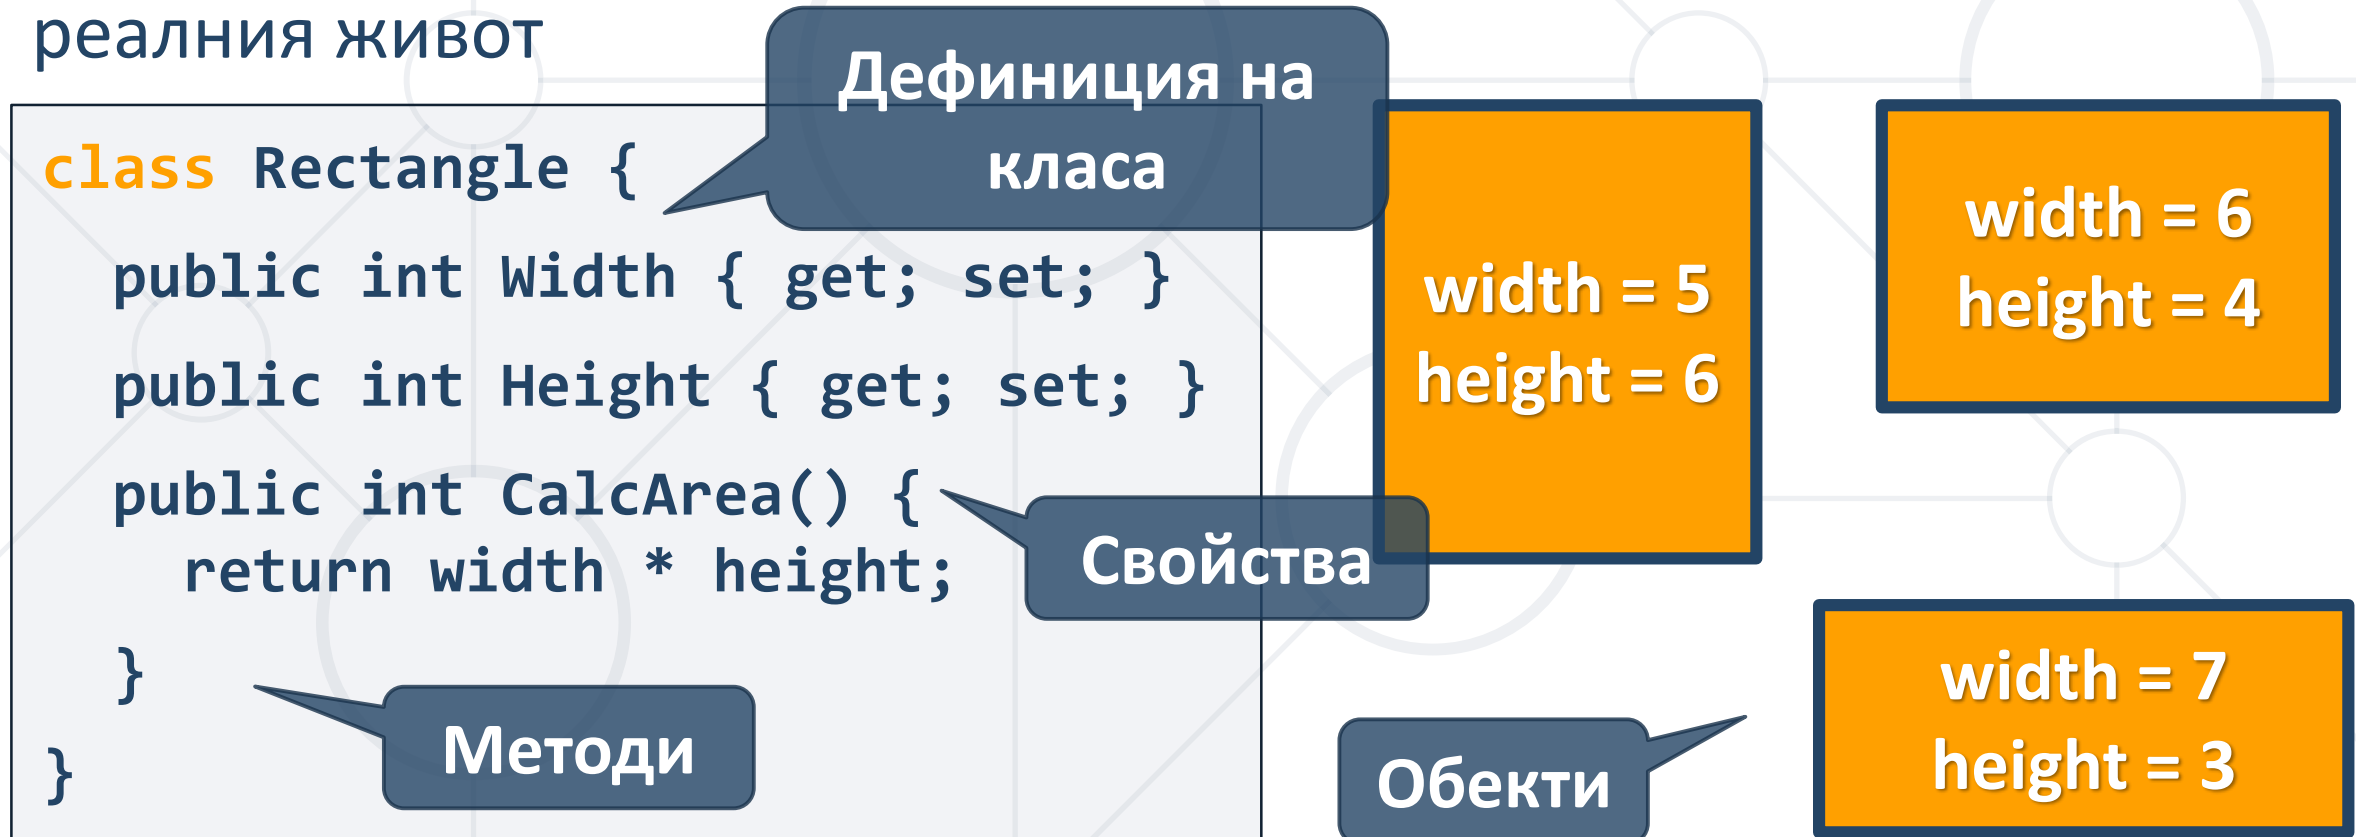 реалния живот
Дефиниция на
класа
class Rectangle {
public int Width { get; set; }
public int Height { get; set; }
public int CalcArea() {
return width * height;
}
}
Свойства
Методи
Обекти
width = 5
height = 6
width = 6
height = 4
width = 7
height = 3